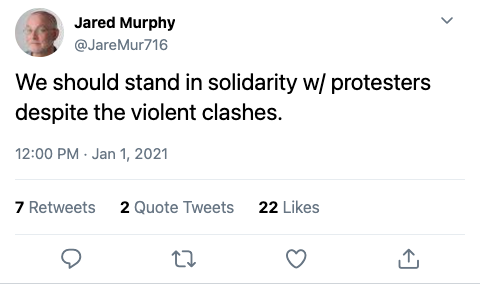 Jared Murphy
@JareMur716
We should stand in solidarity w/ protesters
despite the violent clashes.
12:00 PM · Jan 1, 2021
7 Retweets 2 Quote Tweets 22 Likes